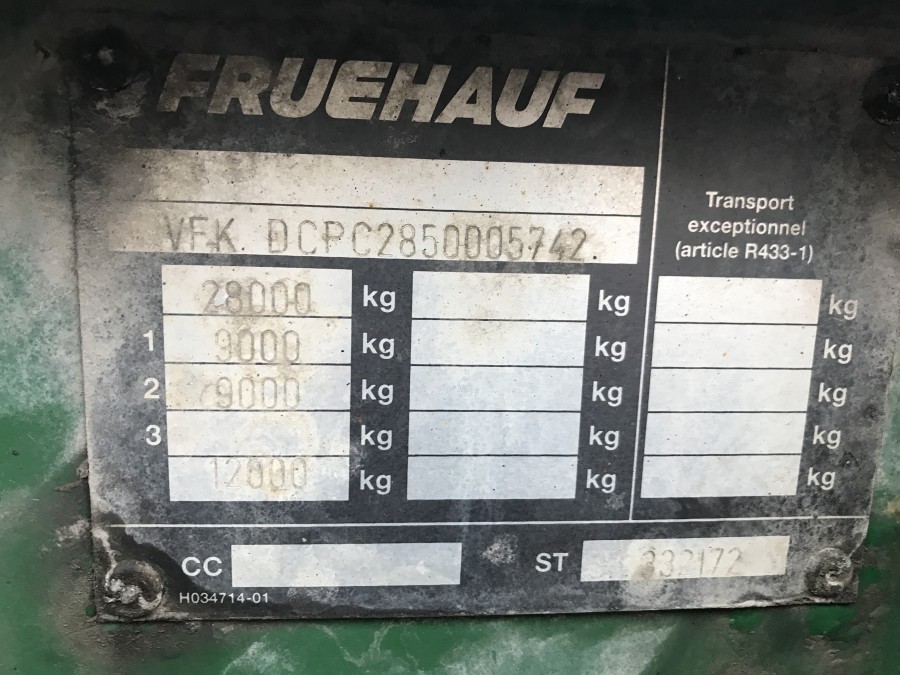 FRUEHAUF
Transport
exceptionnel
(article R433-1)
VFK DCPC2850005742
28000 kg kg kg
1 9000 kg kg kg
2 9000 kg kg kg
3 kg kg kg
12000 kg kg kg
CC ST 332172
H034714-01